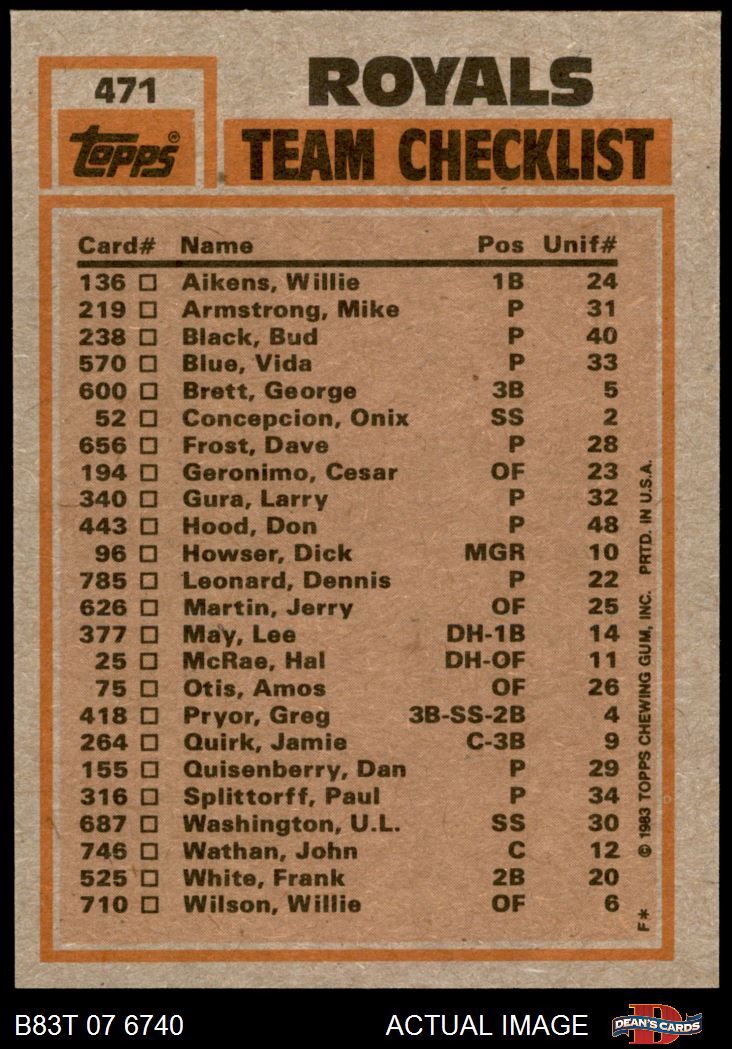 471
ROYALS
Topps®
TEAM CHECKLIST
Card# Name Pos Unif#
136 □ Aikens, Willie 1B 24
219 □ Armstrong, Mike P 31
238 □ Black, Bud P 40
570 □ Blue, Vida P 33
600 □ Brett, George 3B 5
52 □ Concepcion, Onix SS 2
656 □ Frost, Dave P 28
194 □ Geronimo, Cesar OF 23
340 □ Gura, Larry P 32
443 □ Hood, Don P 48
96 □ Howser, Dick MGR 10
785 □ Leonard, Dennis P 22
626 □ Martin, Jerry OF 25
377 □ May, Lee DH-1B 14
25 □ McRae, Hal DH-OF 11
75 □ Otis, Amos OF 26
418 □ Pryor, Greg 3B-SS-2B 4
264 □ Quirk, Jamie C-3B 9
155 □ Quisenberry, Dan P 29
316 □ Splittorff, Paul P 34
687 □ Washington, U.L. SS 30
746 □ Wathan, John C 12
525 □ White, Frank 2B 20
710 □ Wilson, Willie OF 6
F* © 1983 TOPPS CHEWING GUM, INC. PRTD. IN U.S.A.
B83T 07 6740 ACTUAL IMAGE D DEAN'S CARDS